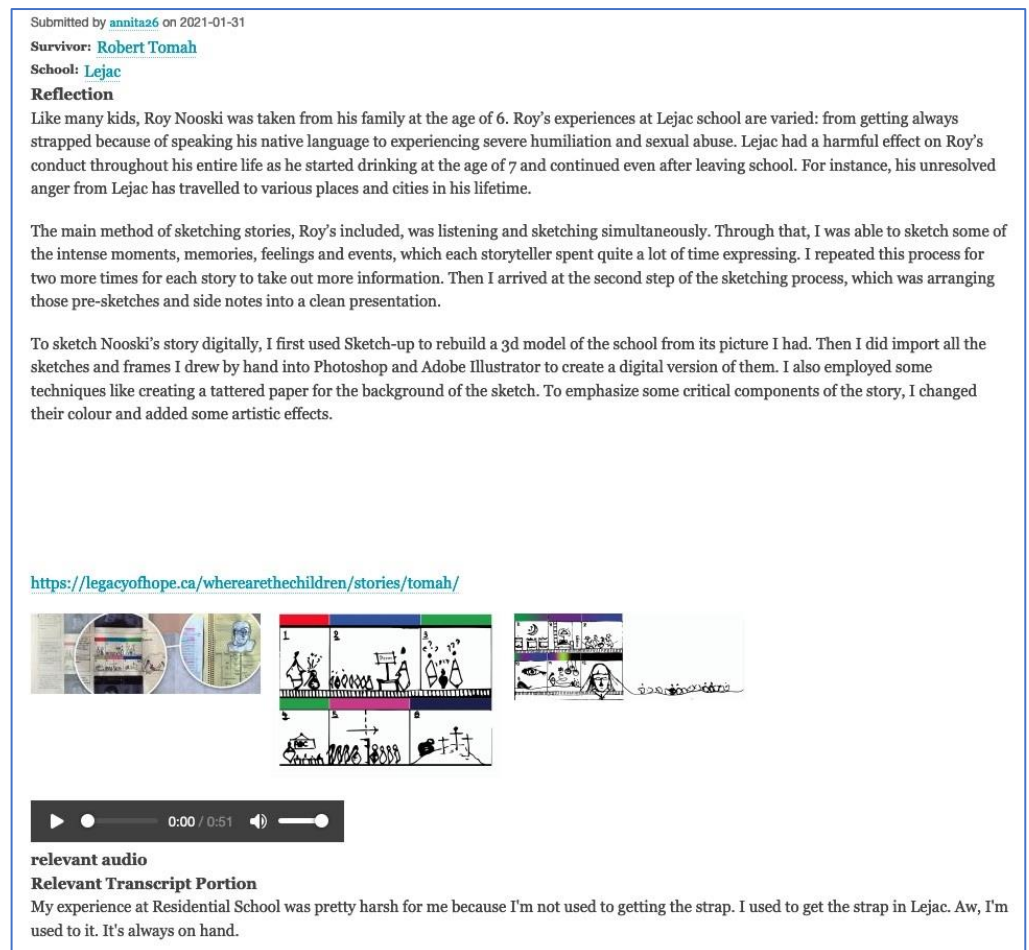 Submitted by annita26 on 2021-01-31
Survivor: Robert Tomah
School: Lejac
Reflection
Like many kids, Roy Nooski was taken from his family at the age of 6. Roy's experiences at Lejac school are varied: from getting always
strapped because of speaking his native language to experiencing severe humiliation and sexual abuse. Lejac had a harmful effect on Roy's
conduct throughout his entire life as he started drinking at the age of 7 and continued even after leaving school. For instance, his unresolved
anger from Lejac has travelled to various places and cities in his lifetime.
The main method of sketching stories, Roy's included, was listening and sketching simultaneously. Through that, I was able to sketch some of
the intense moments, memories, feelings and events, which each storyteller spent quite a lot of time expressing. I repeated this process for
two more times for each story to take out more information. Then I arrived at the second step of the sketching process, which was arranging
those pre-sketches and side notes into a clean presentation.
To sketch Nooski's story digitally, I first used Sketch-up to rebuild a 3d model of the school from its picture I had. Then I did import all the
sketches and frames I drew by hand into Photoshop and Adobe Illustrator to create a digital version of them. I also employed some
techniques like creating a tattered paper for the background of the sketch. To emphasize some critical components of the story, I changed
their colour and added some artistic effects.
https://legacyofhope.ca/wherearethechildren/stories/tomah/
1 2 3
5 6
0:00 / 0:51
relevant audio
Relevant Transcript Portion
My experience at Residential School was pretty harsh for me because I'm not used to getting the strap. I used to get the strap in Lejac. Aw, I'm
used to it. It's always on hand.